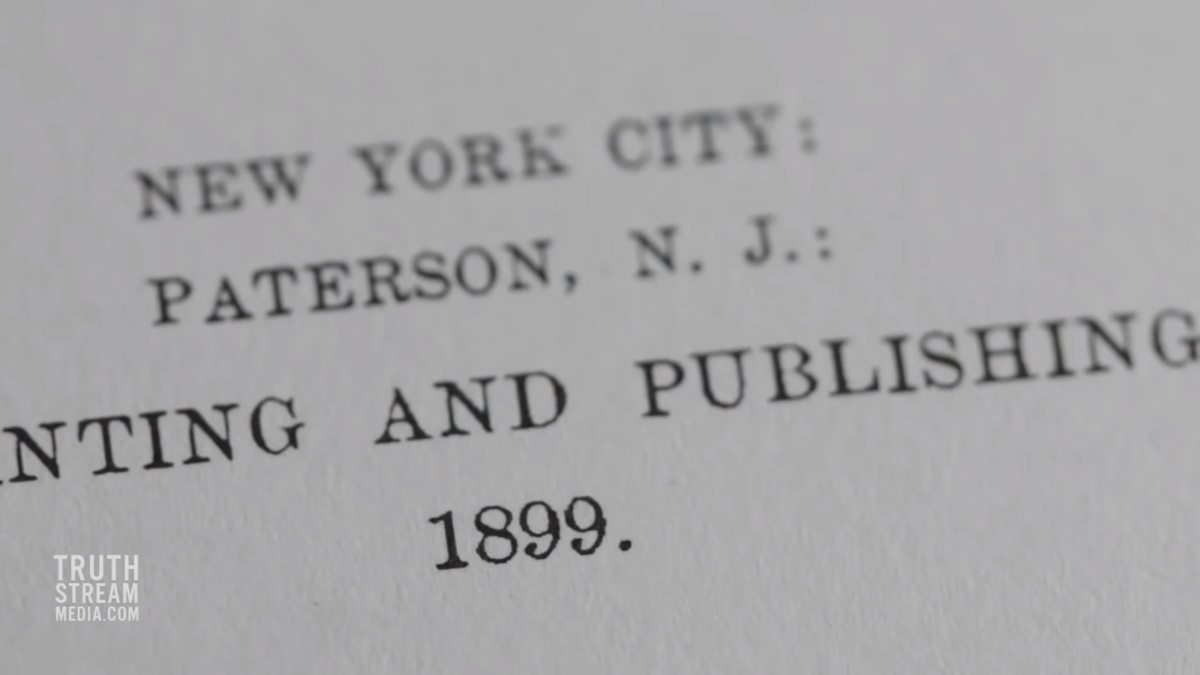 NEW YORK CITY:
PATERSON, N. J.:
NTING AND PUBLISHING
1899.
TRUTH
STREAM
MEDIA.COM